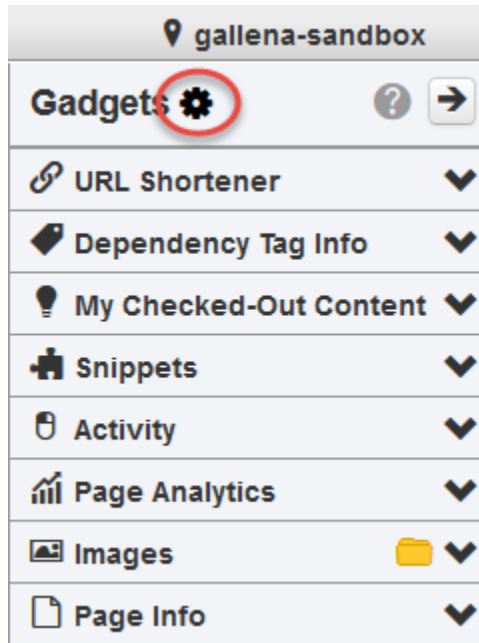 gallena-sandbox
Gadgets
URL Shortener
Dependency Tag Info
My Checked-Out Content
Snippets
Activity
Page Analytics
Images
Page Info